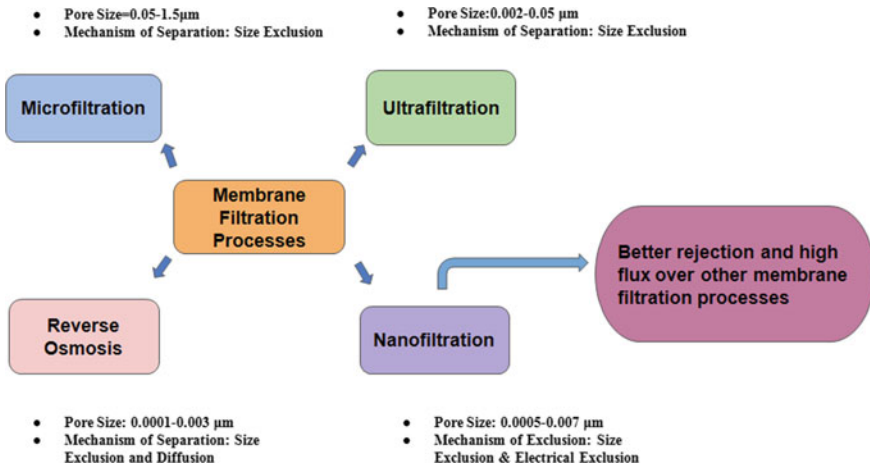 • Pore Size=0.05-1.5μm
• Mechanism of Separation: Size Exclusion
• Pore Size:0.002-0.05 μm
• Mechanism of Separation: Size Exclusion
Microfiltration
Ultrafiltration
Membrane
Filtration
Processes
Better rejection and high
flux over other membrane
filtration processes
Reverse
Osmosis
Nanofiltration
• Pore Size: 0.0001-0.003 μm
• Mechanism of Separation: Size
Exclusion and Diffusion
• Pore Size: 0.0005-0.007 μm
• Mechanism of Exclusion: Size
Exclusion & Electrical Exclusion